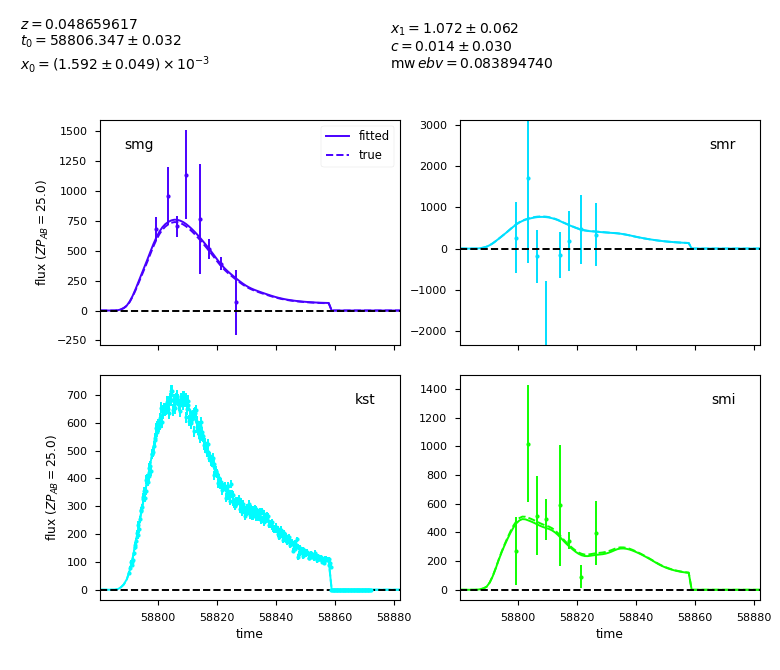 z = 0.048659617
t₀ = 58806.347 ± 0.032
x₀ = (1.592 ± 0.049) × 10⁻³
x₁ = 1.072 ± 0.062
c = 0.014 ± 0.030
mw ebv = 0.083894740
smg
fitted
true
1500
1250
1000
750
500
250
0
−250
flux (ZP_AB = 25.0)
smr
3000
2000
1000
0
−1000
−2000
kst
700
600
500
400
300
200
100
0
flux (ZP_AB = 25.0)
58800 58820 58840 58860 58880
time
smi
1400
1200
1000
800
600
400
200
0
58800 58820 58840 58860 58880
time